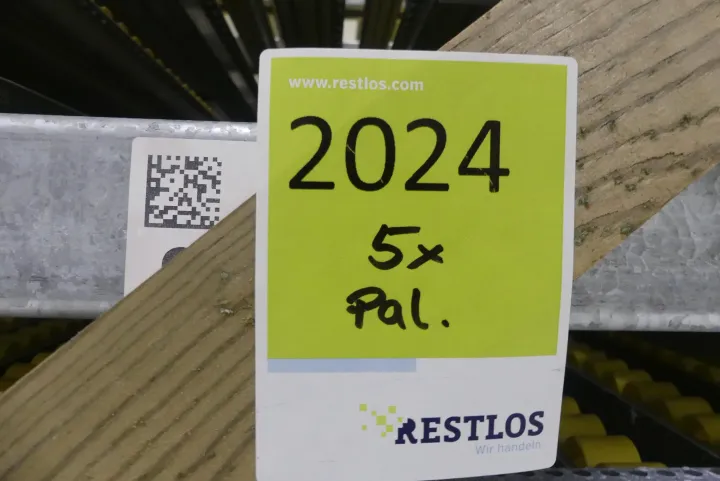 www.restlos.com
2024
5x
Pal.
RESTLOS
Wir handeln.